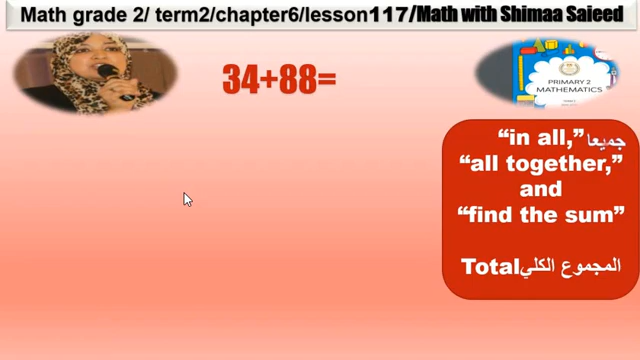 Math grade 2/ term2/chapter6/lesson117/Math with Shimaa Saieed
34+88=
PRIMARY 2
MATHEMATICS
“in all,” جميعا
“all together,”
and
“find the sum”
Total المجموع الكلي